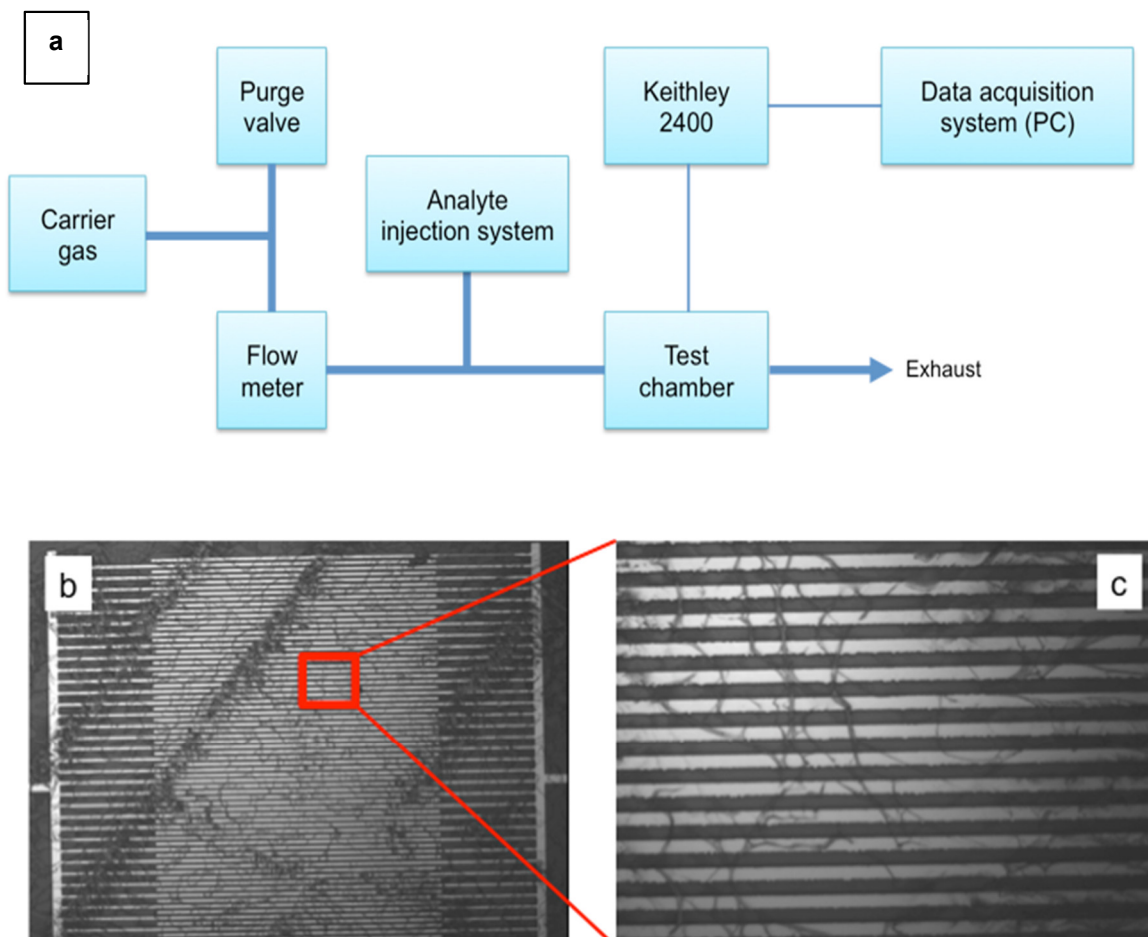 a
Purge
valve
Keithley
2400
Data acquisition
system (PC)
Carrier
gas
Analyte
injection system
Flow
meter
Test
chamber
Exhaust
b
c